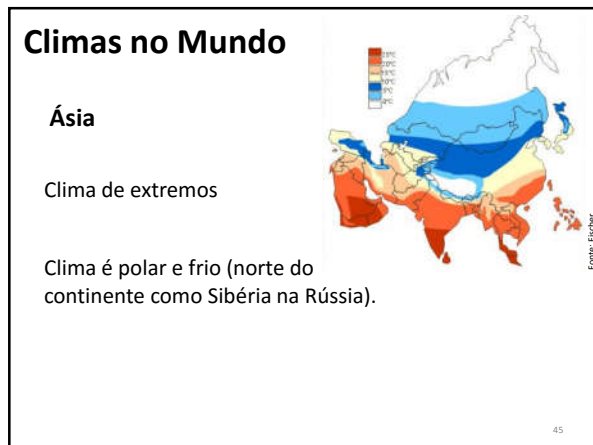 Climas no Mundo
Ásia
Clima de extremos
Clima é polar e frio (norte do
continente como Sibéria na Rússia).
Fonte: Fischer
45